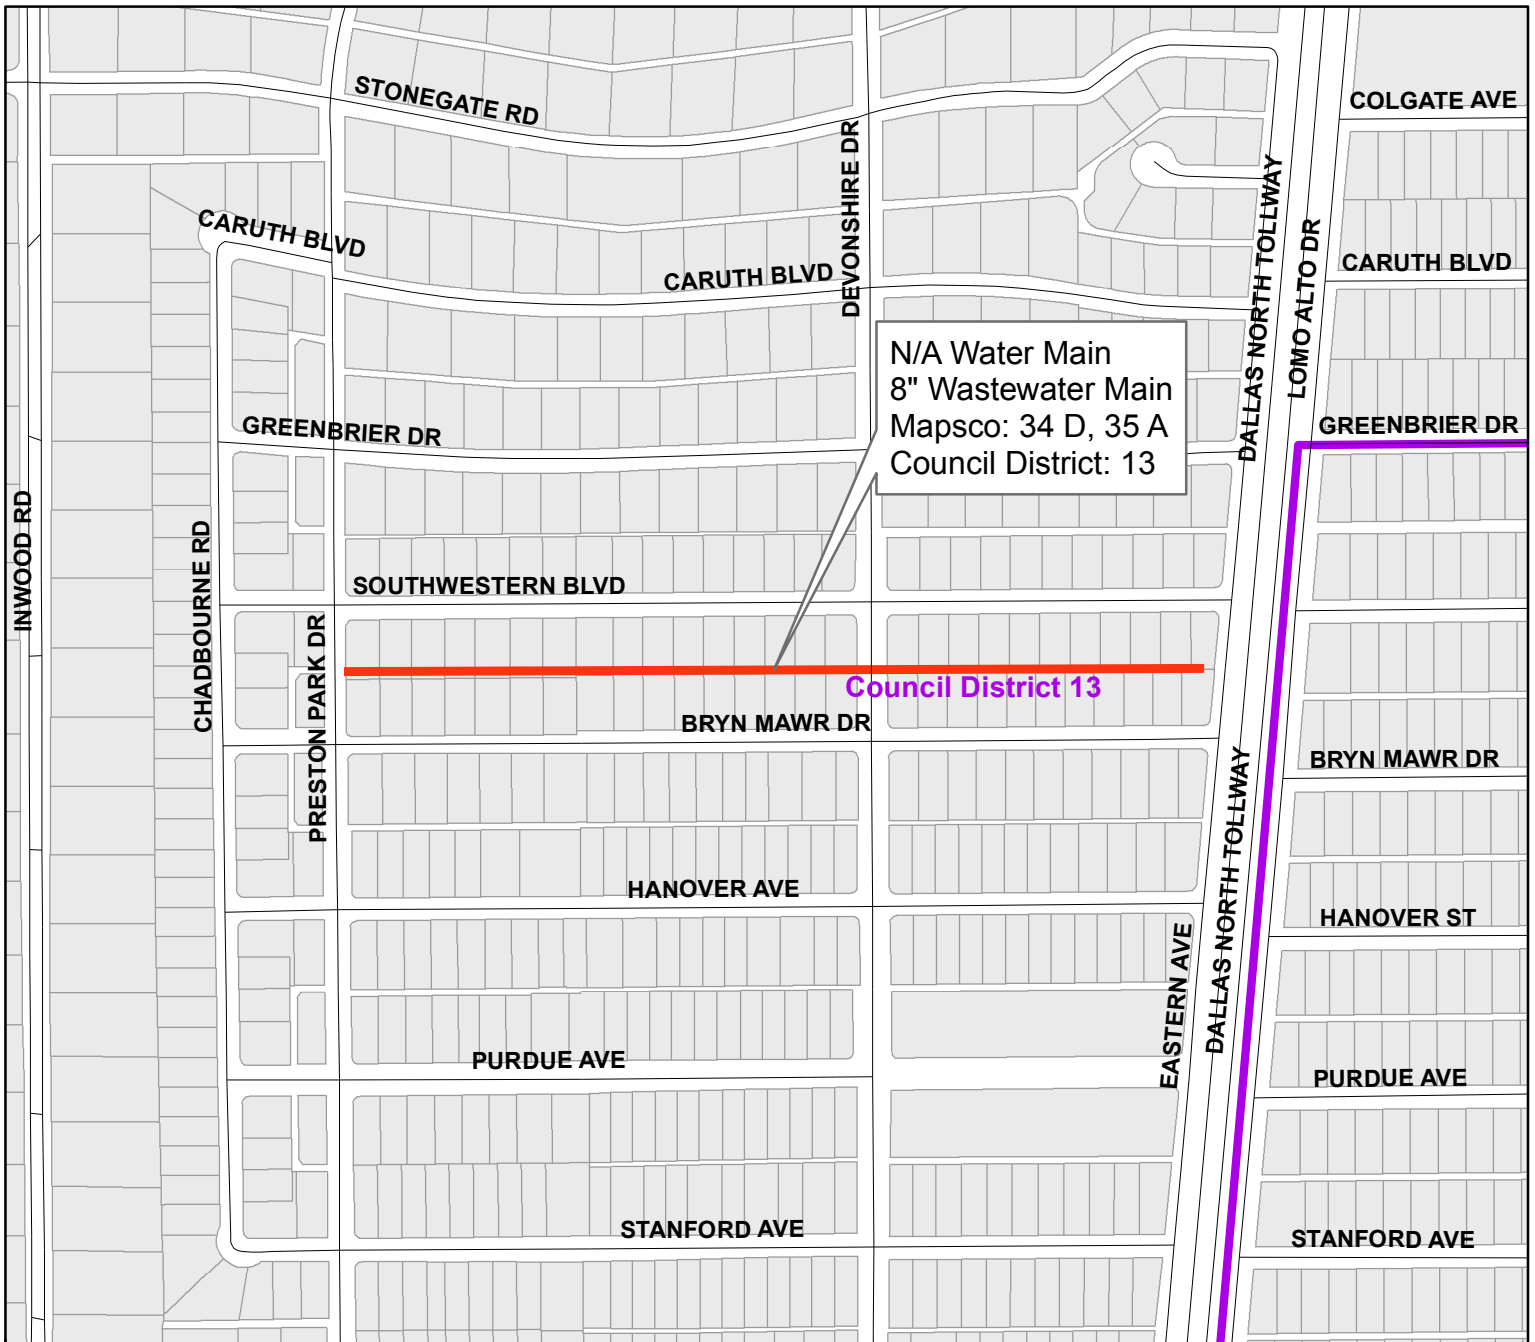 STONEGATE RD
COLGATE AVE
DEVONSHIRE DR
DALLAS NORTH TOLLWAY
LOMO ALTO DR
CARUTH BLVD
CARUTH BLVD
CARUTH BLVD
N/A Water Main
8" Wastewater Main
Mapsco: 34 D, 35 A
Council District: 13
GREENBRIER DR
GREENBRIER DR
INWOOD RD
CHADBOURNE RD
SOUTHWESTERN BLVD
PRESTON PARK DR
Council District 13
BRYN MAWR DR
BRYN MAWR DR
DALLAS NORTH TOLLWAY
HANOVER AVE
HANOVER ST
EASTERN AVE
PURDUE AVE
PURDUE AVE
STANFORD AVE
STANFORD AVE